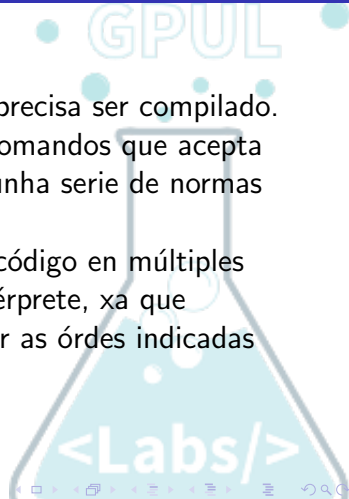 GPUL
precisa ser compilado.
omandos que acepta
unha serie de normas
código en múltiples
érprete, xa que
r as órdes indicadas
<Labs/>